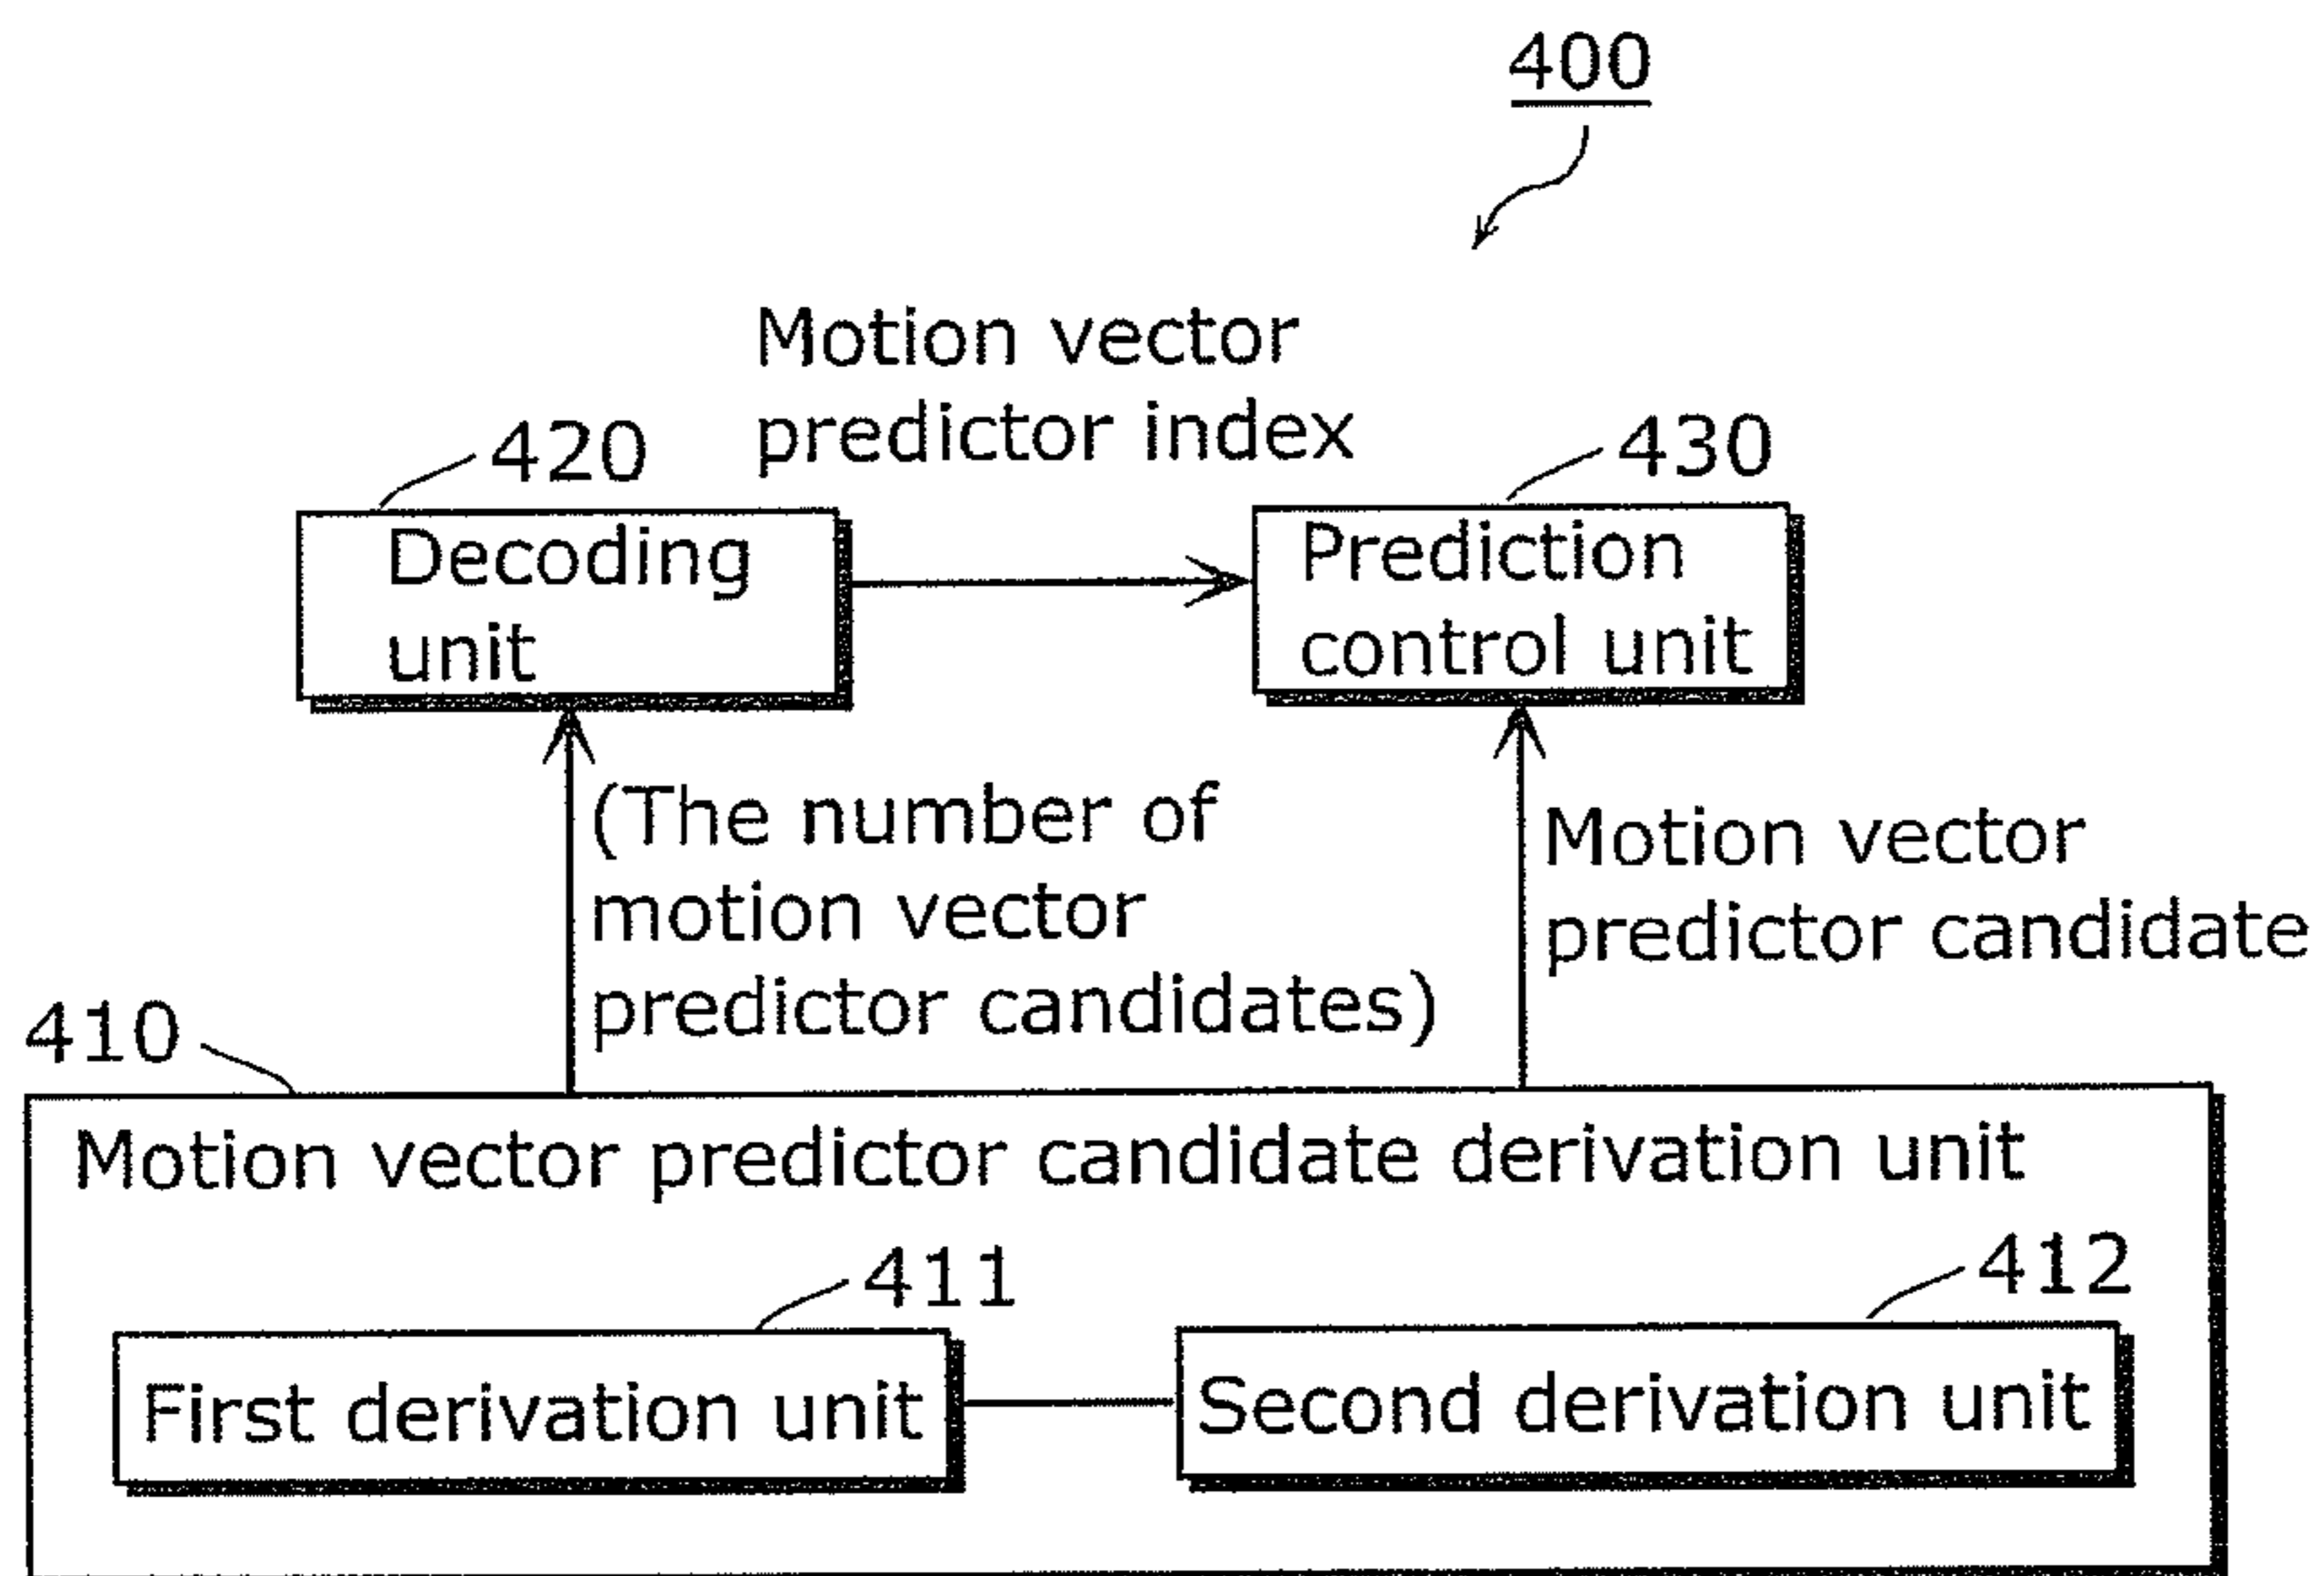 400
Motion vector
predictor index
420
430
Decoding
unit
Prediction
control unit
(The number of
motion vector
predictor candidates)
Motion vector
predictor candidate
410
Motion vector predictor candidate derivation unit
411
412
First derivation unit
Second derivation unit